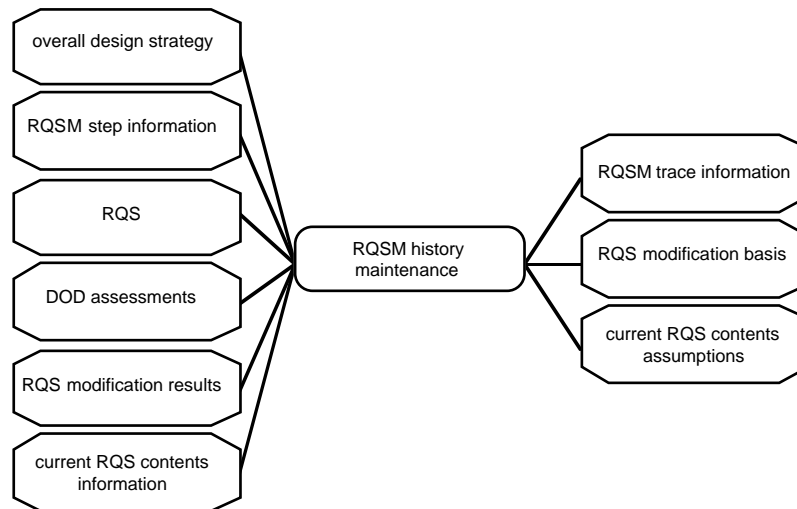 overall design strategy
RQSM step information
RQS
DOD assessments
RQS modification results
current RQS contents
information
RQSM history
maintenance
RQSM trace information
RQS modification basis
current RQS contents
assumptions